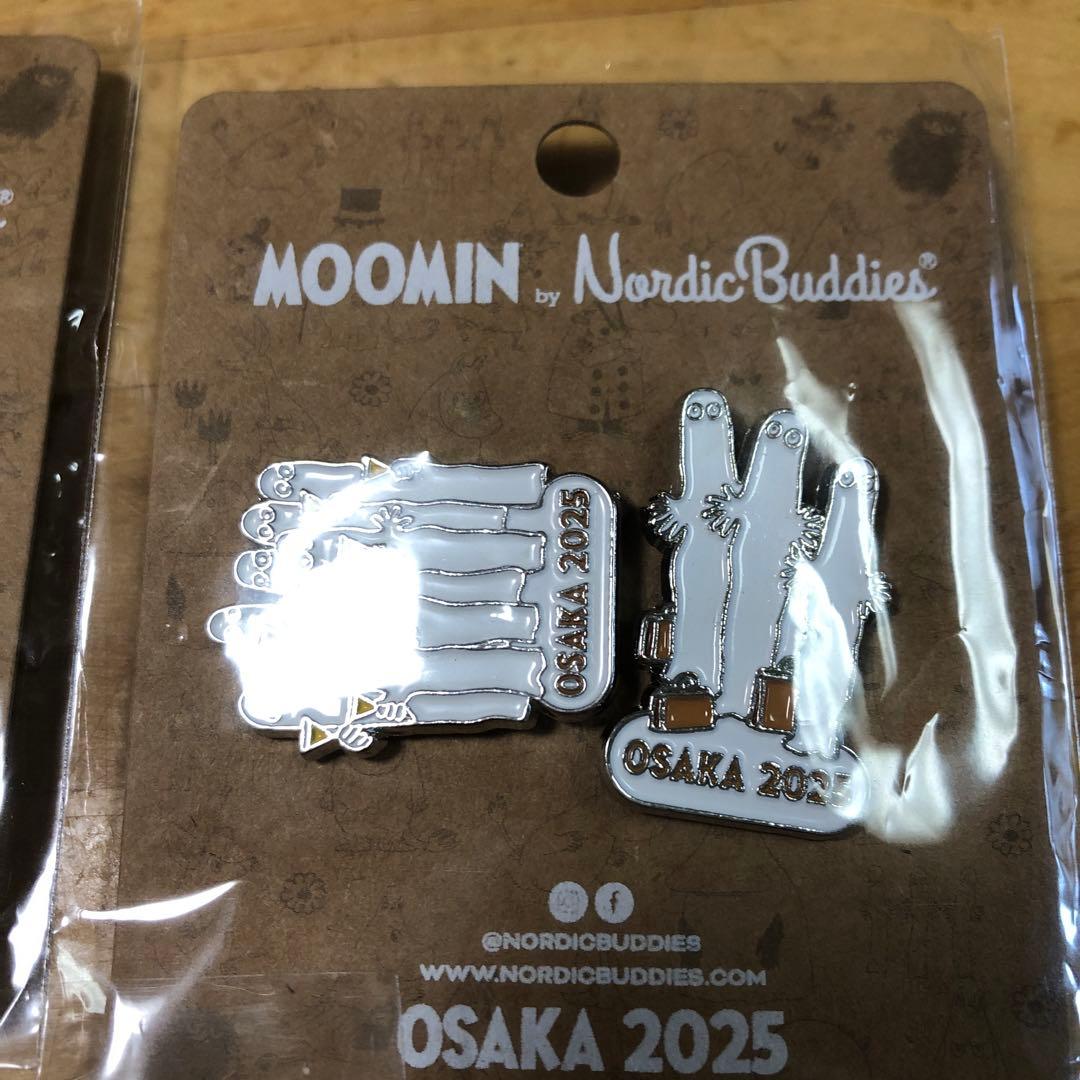 MOOMIN by NordicBuddies®
OSAKA 2025
OSAKA 2025
@NORDICBUDDIES
WWW.NORDICBUDDIES.COM
OSAKA 2025